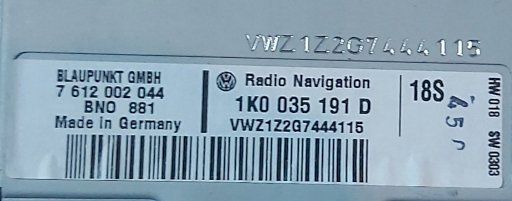 VWZ1Z2G7444115
BLAUPUNKT GMBH
7 612 002 044
BNO 881
Made in Germany
Radio Navigation
1K0 035 191 D
VWZ1Z2G7444115
18S
HW 018 SW 0303